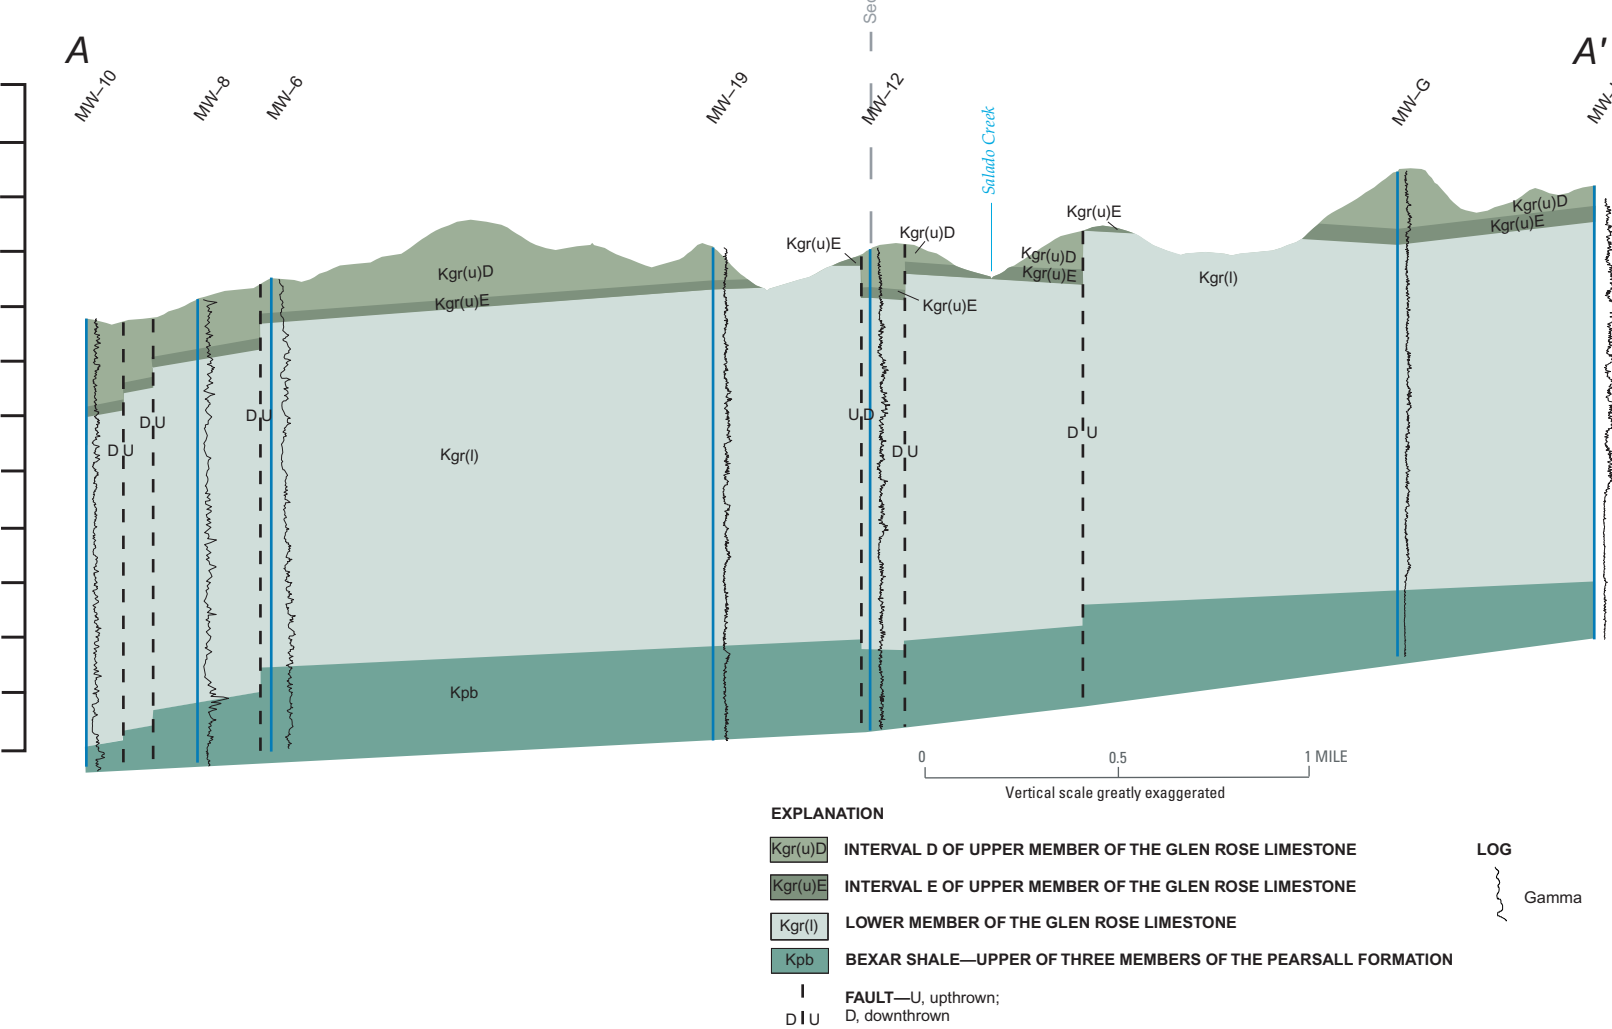 Sec
A
A'
MW–10
MW–8
MW–6
MW–19
MW–12
Salado Creek
MW–G
Kgr(u)E
Kgr(u)E
Kgr(u)D
Kgr(u)D
Kgr(u)E
Kgr(u)D
Kgr(u)E
Kgr(u)D
Kgr(u)E
Kgr(u)E
Kgr(l)
D U
D U
D U
U D
D U
D U
Kgr(l)
Kpb
0 0.5 1 MILE
Vertical scale greatly exaggerated
EXPLANATION
Kgr(u)D INTERVAL D OF UPPER MEMBER OF THE GLEN ROSE LIMESTONE
Kgr(u)E INTERVAL E OF UPPER MEMBER OF THE GLEN ROSE LIMESTONE
Kgr(l) LOWER MEMBER OF THE GLEN ROSE LIMESTONE
Kpb BEXAR SHALE—UPPER OF THREE MEMBERS OF THE PEARSALL FORMATION
D U FAULT—U, upthrown;
D, downthrown
LOG
Gamma